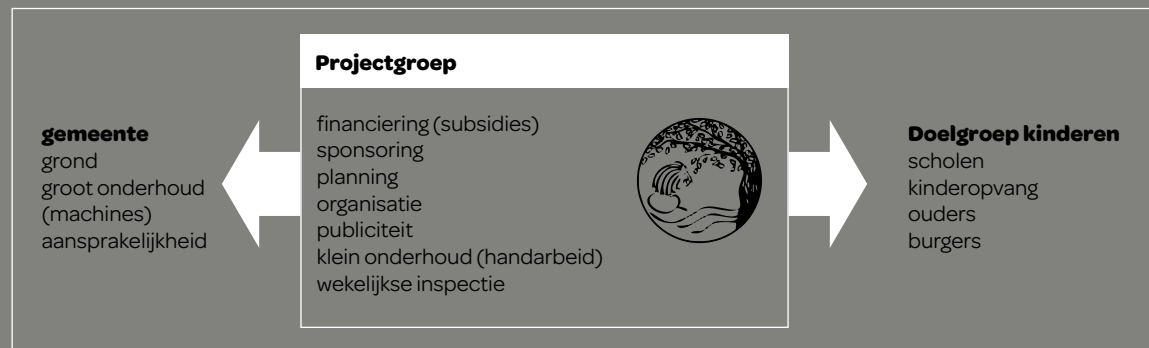 gemeente
grond
groot onderhoud
(machines)
aansprakelijkheid
Projectgroep
financiering (subsidies)
sponsoring
planning
organisatie
publiciteit
klein onderhoud (handarbeid)
wekelijkse inspectie
Doelgroep kinderen
scholen
kinderopvang
ouders
burgers